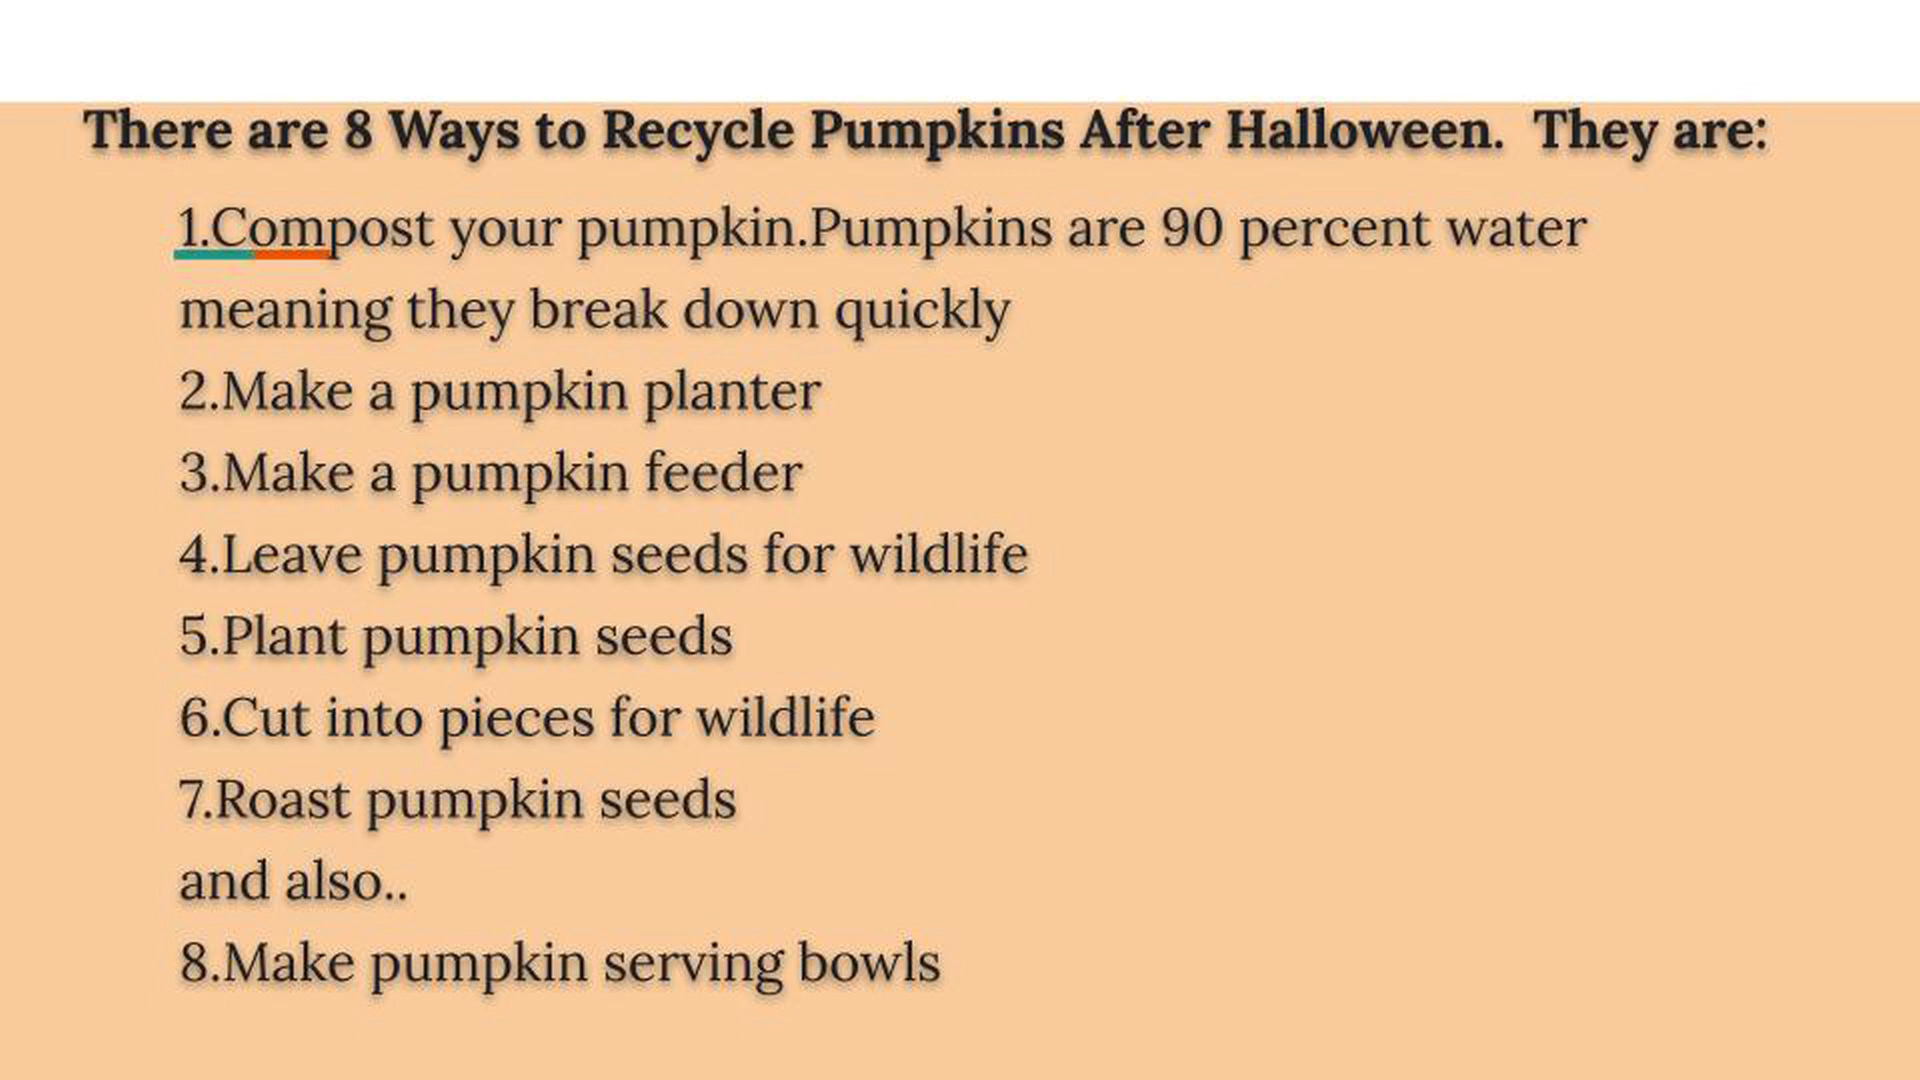 There are 8 Ways to Recycle Pumpkins After Halloween.  They are:
1.Compost your pumpkin.Pumpkins are 90 percent water
meaning they break down quickly
2.Make a pumpkin planter
3.Make a pumpkin feeder
4.Leave pumpkin seeds for wildlife
5.Plant pumpkin seeds
6.Cut into pieces for wildlife
7.Roast pumpkin seeds
and also..
8.Make pumpkin serving bowls